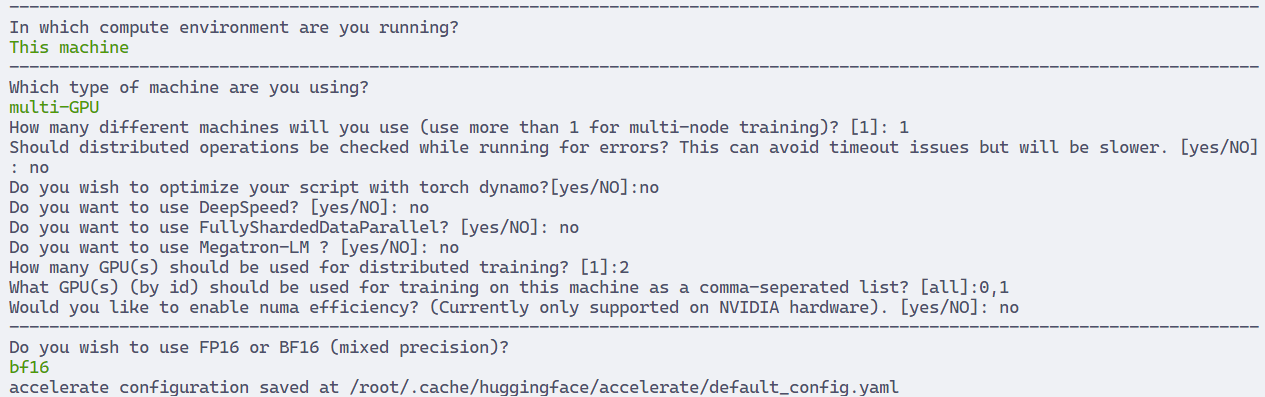 In which compute environment are you running?
This machine
Which type of machine are you using?
multi-GPU
How many different machines will you use (use more than 1 for multi-node training)? [1]: 1
Should distributed operations be checked while running for errors? This can avoid timeout issues but will be slower. [yes/NO]
: no
Do you wish to optimize your script with torch dynamo?[yes/NO]:no
Do you want to use DeepSpeed? [yes/NO]: no
Do you want to use FullyShardedDataParallel? [yes/NO]: no
Do you want to use Megatron-LM ? [yes/NO]: no
How many GPU(s) should be used for distributed training? [1]:2
What GPU(s) (by id) should be used for training on this machine as a comma-seperated list? [all]:0,1
Would you like to enable numa efficiency? (Currently only supported on NVIDIA hardware). [yes/NO]: no
Do you wish to use FP16 or BF16 (mixed precision)?
bf16
accelerate configuration saved at /root/.cache/huggingface/accelerate/default_config.yaml